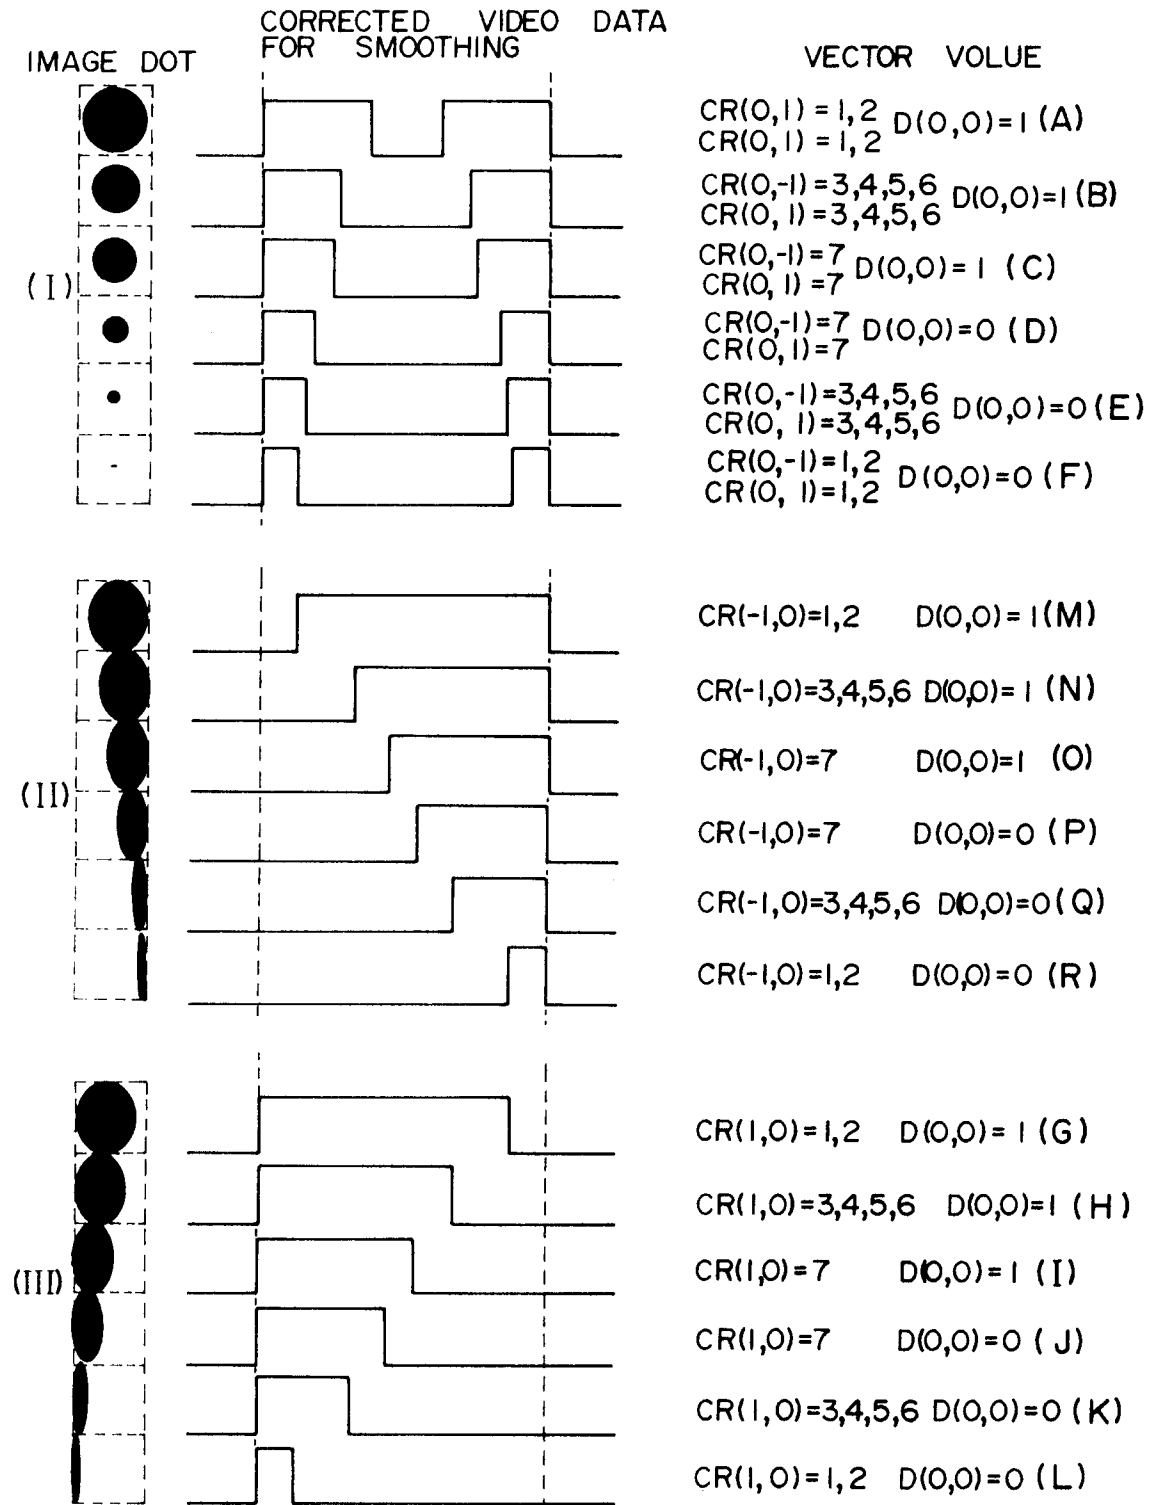 CORRECTED VIDEO DATA
FOR SMOOTHING
IMAGE DOT
VECTOR VOLUE
CR(0,1) = 1,2 D(0,0)=1 (A)
CR(0,1) = 1,2
CR(0,-1)=3,4,5,6 D(0,0)=1 (B)
CR(0, 1)=3,4,5,6
(I)
CR(0,-1)=7 D(0,0)=1 (C)
CR(0, 1)=7
CR(0,-1)=7 D(0,0)=0 (D)
CR(0,1)=7
CR(0,-1)=3,4,5,6 D(0,0)=0 (E)
CR(0, 1)=3,4,5,6
CR(0,-1)=1,2 D(0,0)=0 (F)
CR(0, 1)=1,2
CR(-1,0)=1,2 D(0,0)=1 (M)
CR(-1,0)=3,4,5,6 D(0,0)=1 (N)
CR(-1,0)=7 D(0,0)=1 (O)
(II)
CR(-1,0)=7 D(0,0)=0 (P)
CR(-1,0)=3,4,5,6 D(0,0)=0 (Q)
CR(-1,0)=1,2 D(0,0)=0 (R)
CR(1,0)=1,2 D(0,0)=1 (G)
CR(1,0)=3,4,5,6 D(0,0)=1 (H)
(III)
CR(1,0)=7 D(0,0)=1 (I)
CR(1,0)=7 D(0,0)=0 (J)
CR(1,0)=3,4,5,6 D(0,0)=0 (K)
CR(1,0)=1,2 D(0,0)=0 (L)